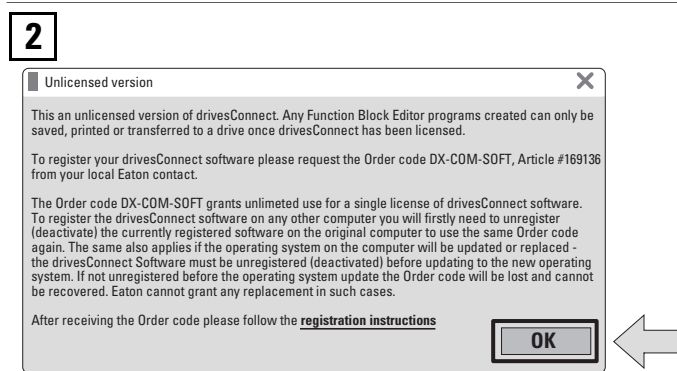 2
Unlicensed version
This an unlicensed version of drivesConnect. Any Function Block Editor programs created can only be
saved, printed or transferred to a drive once drivesConnect has been licensed.
To register your drivesConnect software please request the Order code DX-COM-SOFT, Article #169136
from your local Eaton contact.
The Order code DX-COM-SOFT grants unlimeted use for a single license of drivesConnect software.
To register the drivesConnect software on any other computer you will firstly need to unregister
(deactivate) the currently registered software on the original computer to use the same Order code
again. The same also applies if the operating system on the computer will be updated or replaced -
the drivesConnect Software must be unregistered (deactivated) before updating to the new operating
system. If not unregistered before the operating system update the Order code will be lost and cannot
be recovered. Eaton cannot grant any replacement in such cases.
After receiving the Order code please follow the registration instructions
OK